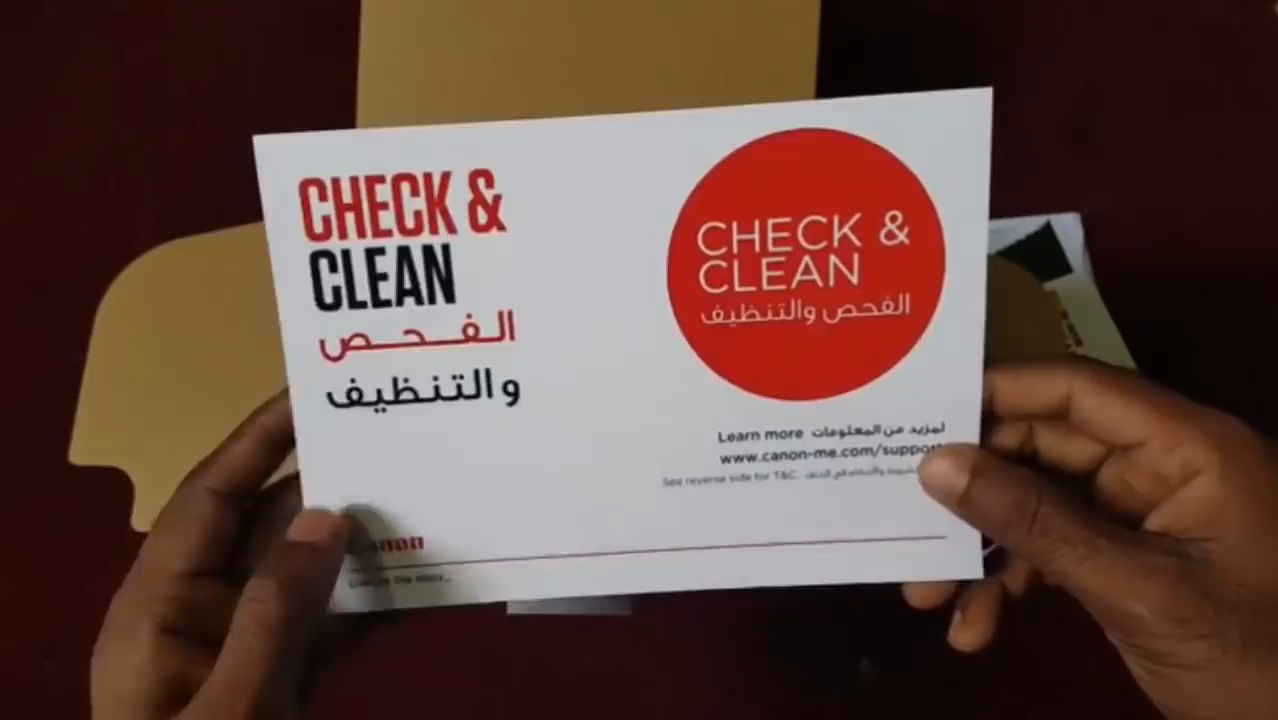 CHECK &
CLEAN
الفحص
والتنظيف
CHECK &
CLEAN
الفحص والتنظيف
Learn more لمزيد من المعلومات
www.canon-me.com/support
See reverse side for T&C